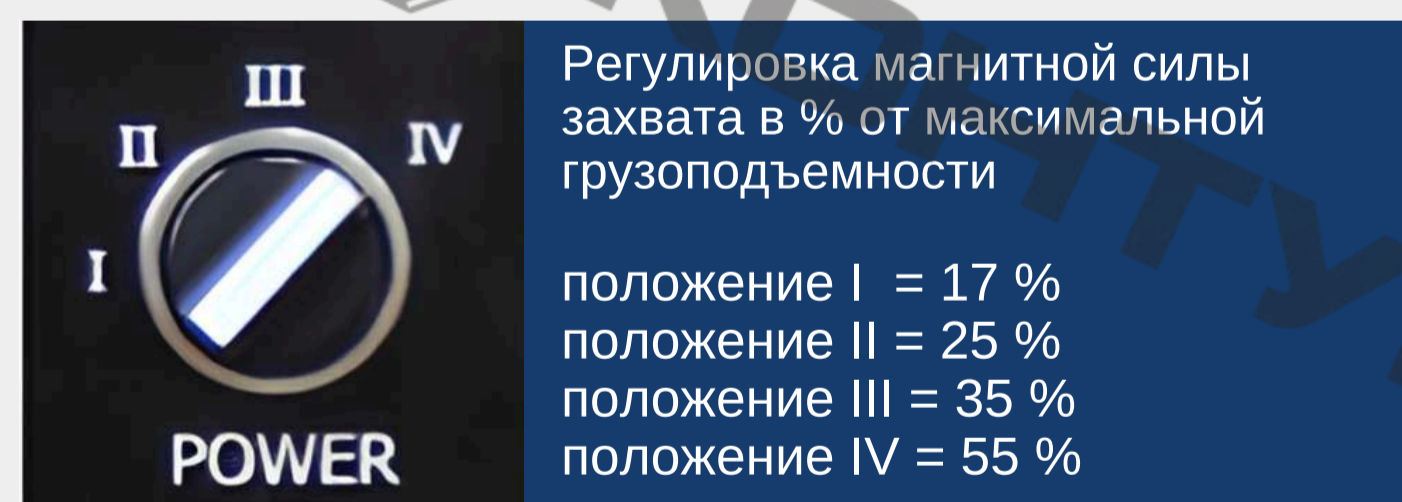 III
II
IV
I
POWER
Регулировка магнитной силы
захвата в % от максимальной
грузоподъемности
положение I = 17 %
положение II = 25 %
положение III = 35 %
положение IV = 55 %